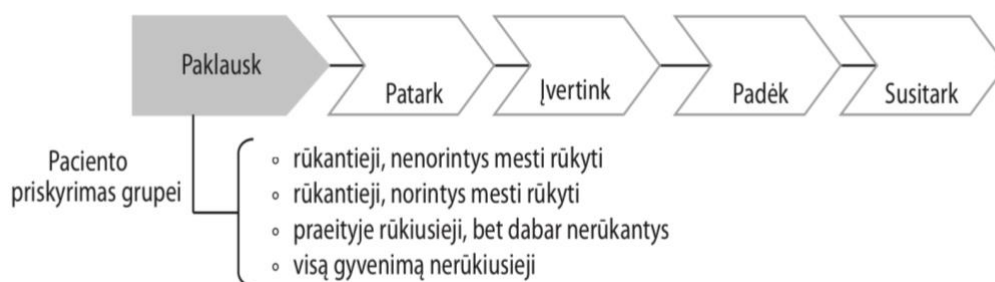 Paklausk
Patark
Įvertink
Padėk
Susitark
Paciento
priskyrimas grupei
◦ rūkantieji, nenorintys mesti rūkyti
◦ rūkantieji, norintys mesti rūkyti
◦ praeityje rūkiusieji, bet dabar nerūkantys
◦ visą gyvenimą nerūkiusieji